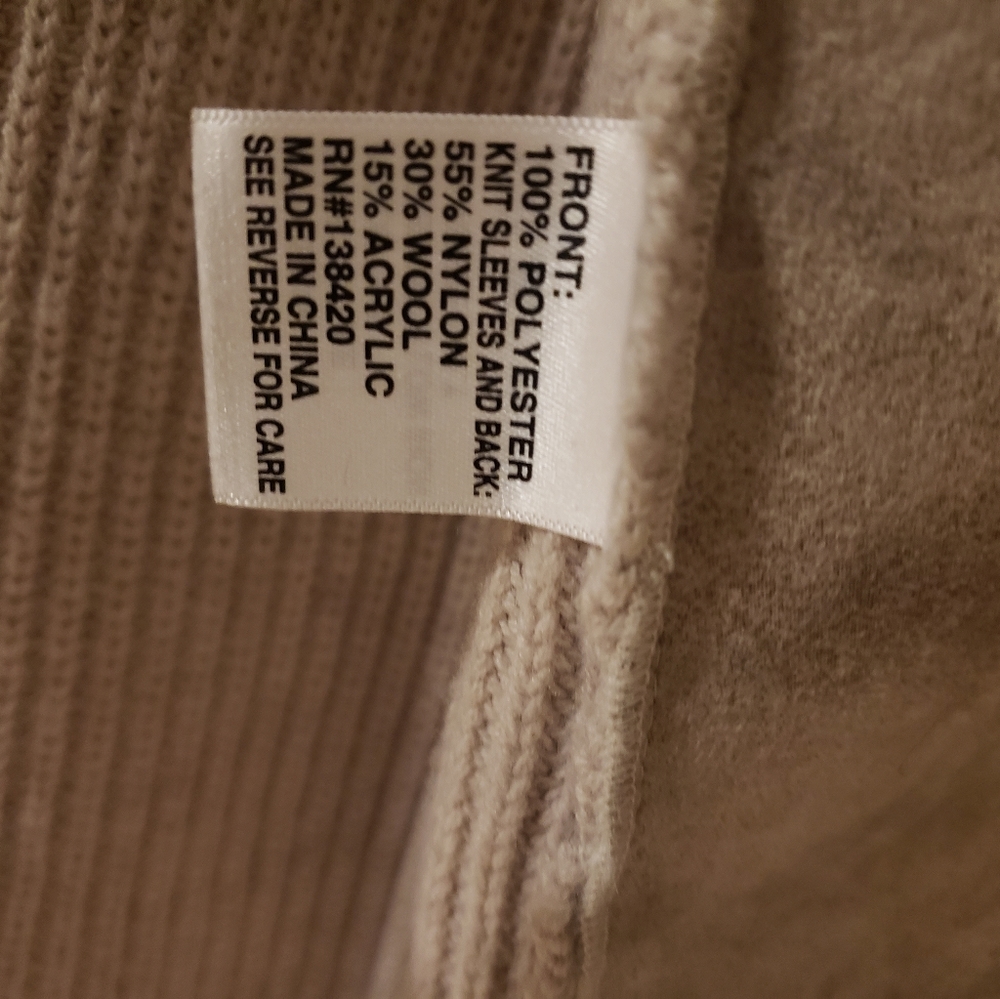 FRONT:
100% POLYESTER
KNIT SLEEVES AND BACK:
55% NYLON
30% WOOL
15% ACRYLIC
RN#138420
MADE IN CHINA
SEE REVERSE FOR CARE